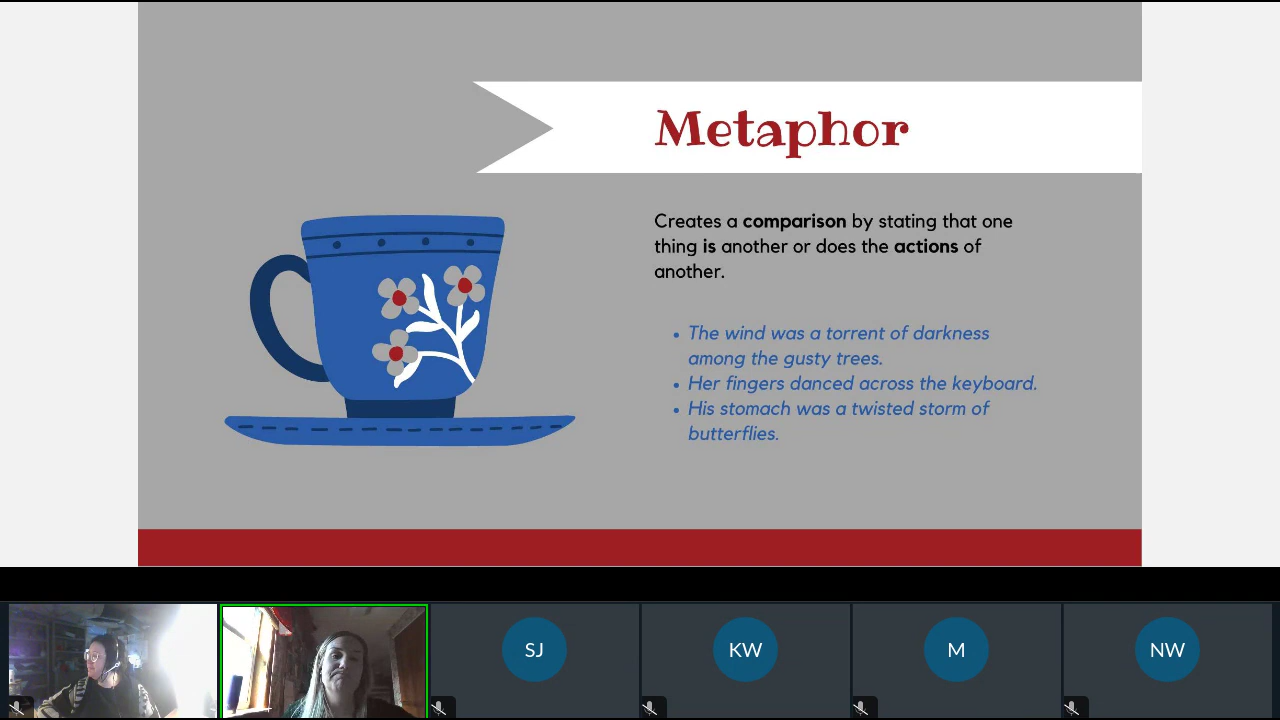 Metaphor
Creates a comparison by stating that one
thing is another or does the actions of
another.
• The wind was a torrent of darkness
among the gusty trees.
• Her fingers danced across the keyboard.
• His stomach was a twisted storm of
butterflies.
SJ
KW
M
NW